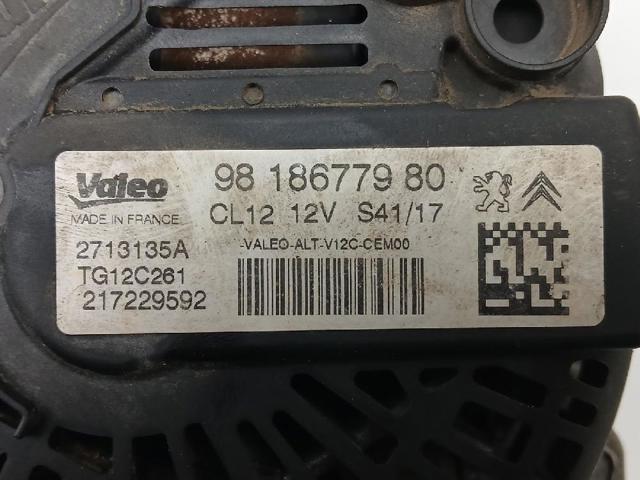 Valeo
MADE IN FRANCE
2713135A
TG12C261
217229592
98 186779 80
CL12 12V S41/17
-VALEO-ALT-V12C-CEM00